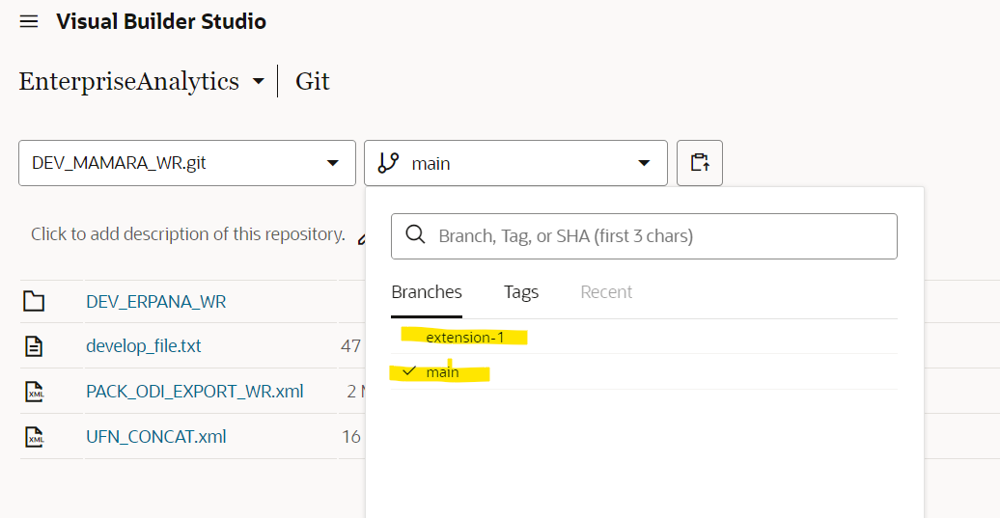 Visual Builder Studio
EnterpriseAnalytics Git
DEV_MAMARA_WR.git main
Click to add description of this repository.
Branch, Tag, or SHA (first 3 chars)
Branches Tags Recent
extension-1
main
DEV_ERPANA_WR
develop_file.txt 47
PACK_ODI_EXPORT_WR.xml 2
UFN_CONCAT.xml 16